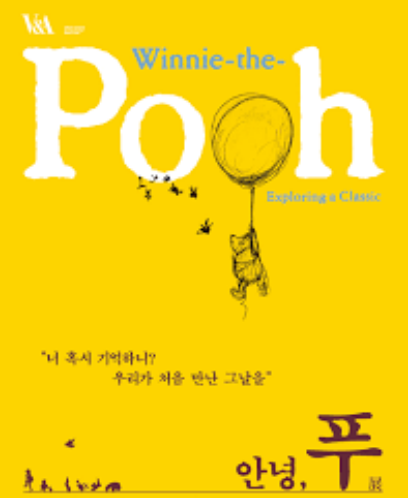 V&A
Winnie-the-
Pooh
Exploring a Classic
"너 혹시 기억하니?
우리가 처음 만난 그날을"
안녕, 푸 展